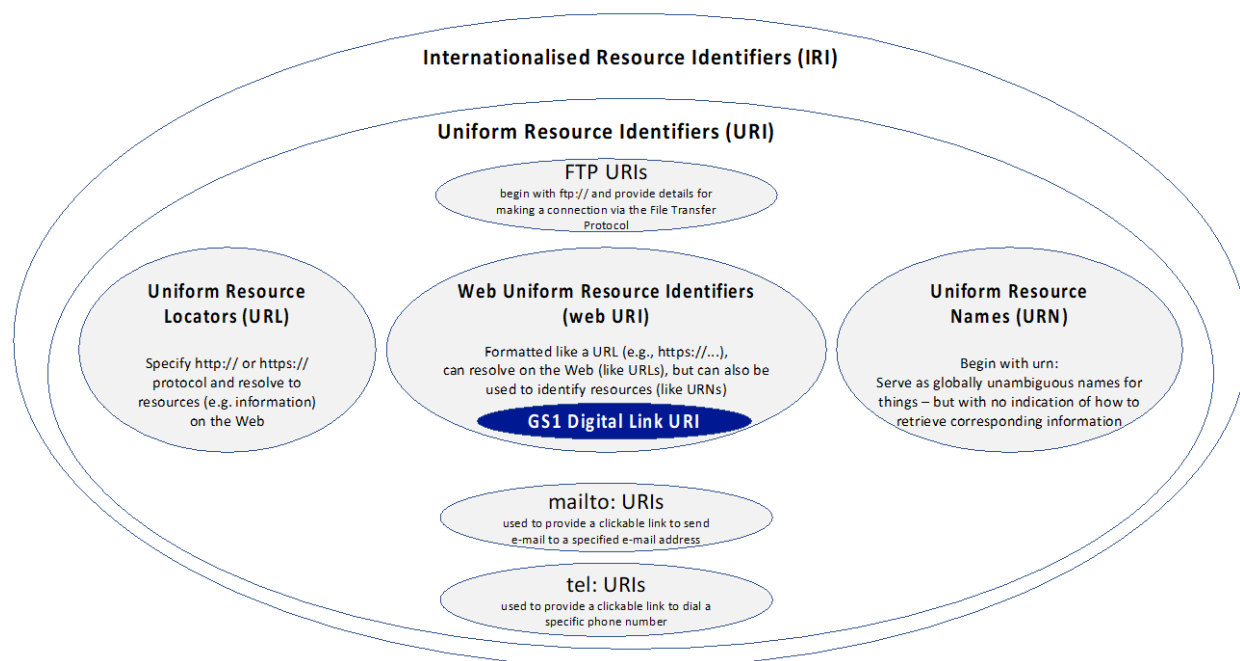 Internationalised Resource Identifiers (IRI)
Uniform Resource Identifiers (URI)
FTP URIs
begin with ftp:// and provide details for
making a connection via the File Transfer
Protocol
Uniform Resource
Locators (URL)
Specify http:// or https://
protocol and resolve to
resources (e.g. information)
on the Web
Web Uniform Resource Identifiers
(web URI)
Formatted like a URL (e.g., https://...),
can resolve on the Web (like URLs), but can also be
used to identify resources (like URNs)
GS1 Digital Link URI
Uniform Resource
Names (URN)
Begin with urn:
Serve as globally unambiguous names for
things – but with no indication of how to
retrieve corresponding information
mailto: URIs
used to provide a clickable link to send
e-mail to a specified e-mail address
tel: URIs
used to provide a clickable link to dial a
specific phone number